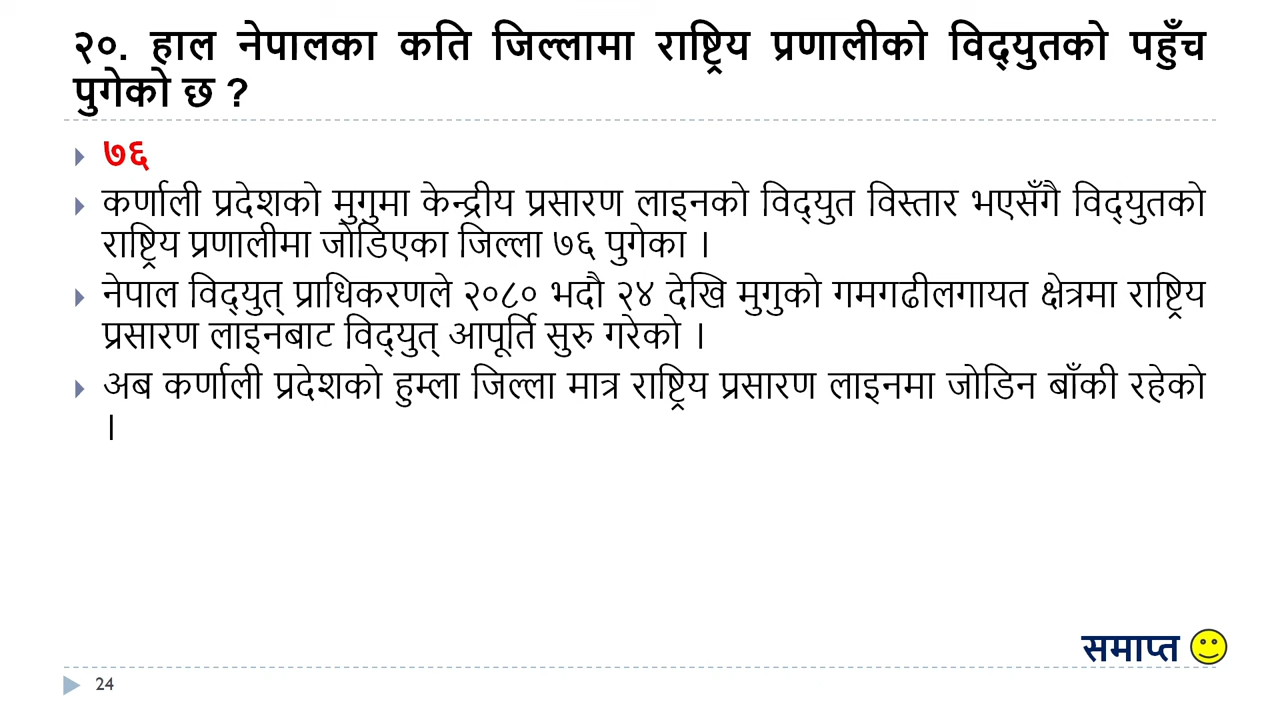 २०. हाल नेपालका कति जिल्लामा राष्ट्रिय प्रणालीको विद्युतको पहुँच
पुगेको छ ?
७६
कर्णाली प्रदेशको मुगुमा केन्द्रीय प्रसारण लाइनको विद्युत विस्तार भएसँगै विद्युतको
राष्ट्रिय प्रणालीमा जोडिएका जिल्ला ७६ पुगेका ।
नेपाल विद्युत् प्राधिकरणले २०८० भदौ २४ देखि मुगुको गमगढीलगायत क्षेत्रमा राष्ट्रिय
प्रसारण लाइनबाट विद्युत् आपूर्ति सुरु गरेको ।
अब कर्णाली प्रदेशको हुम्ला जिल्ला मात्र राष्ट्रिय प्रसारण लाइनमा जोडिन बाँकी रहेको
।
समाप्त
24